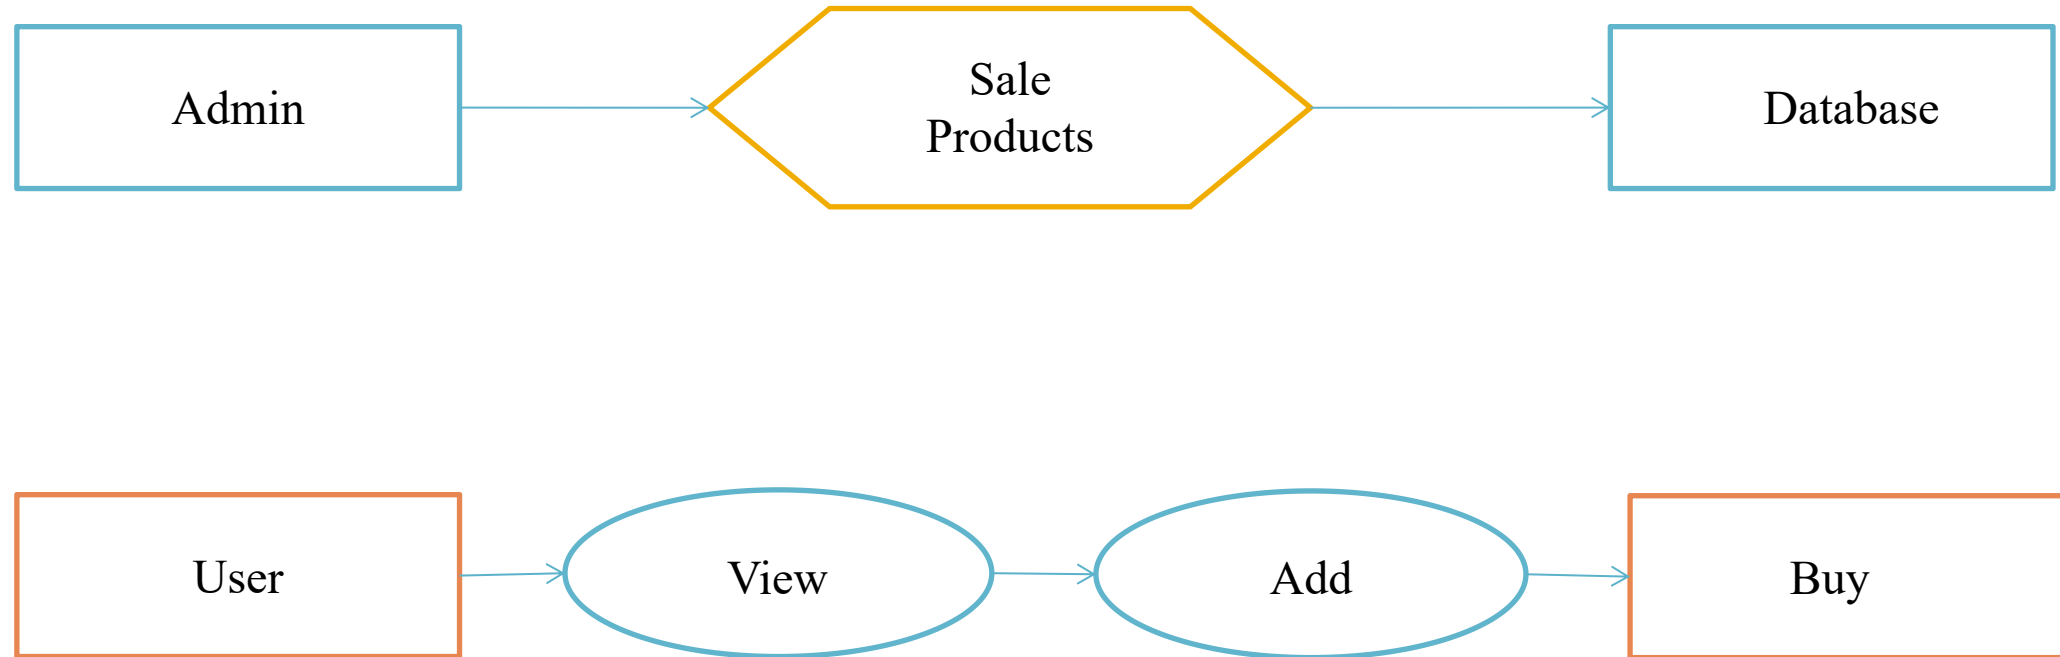 Admin
Sale
Products
Database
User
View
Add
Buy